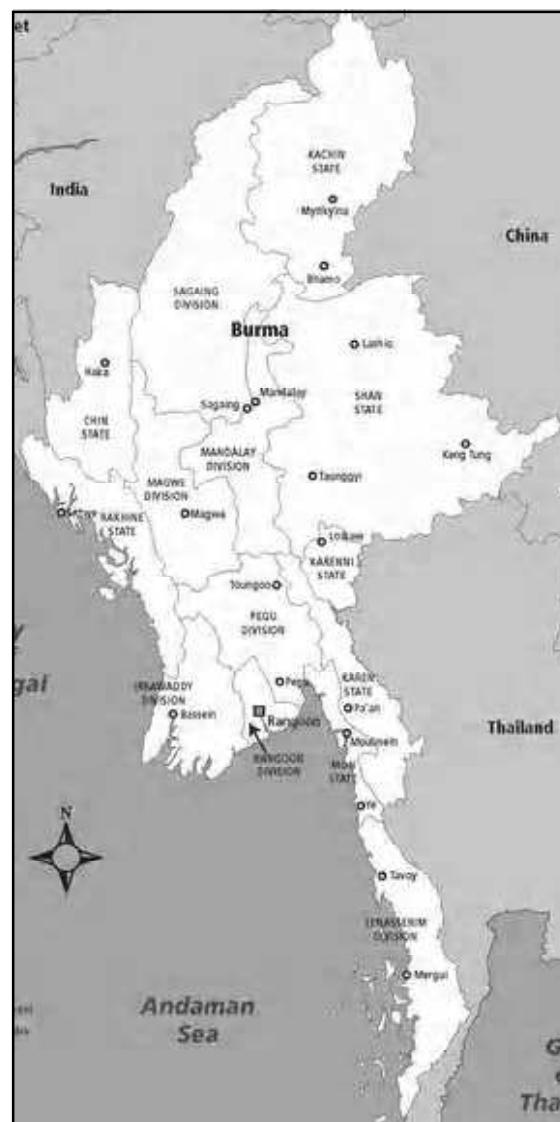 et
KACHIN
STATE
India
Myitkyina
China
Bhamo
SAGAING
DIVISION
Burma
Lashio
Haka
Mandalay
Sagaing
SHAN
STATE
CHIN
STATE
MANDALAY
DIVISION
Keng Tung
MAGWE
DIVISION
Taunggyi
Magwe
RAKHINE
STATE
Loikaw
KARENNI
STATE
Toungoo
PEGU
DIVISION
y
gal
Pegu
KAREN
STATE
IRRAWADDY
DIVISION
Bassein
Pa'an
Rangoon
Thailand
Moulmein
RANGOON
DIVISION
MON
STATE
Ye
N
Tavoy
TENASSERIM
DIVISION
Mergui
Andaman
Sea
G
Tha